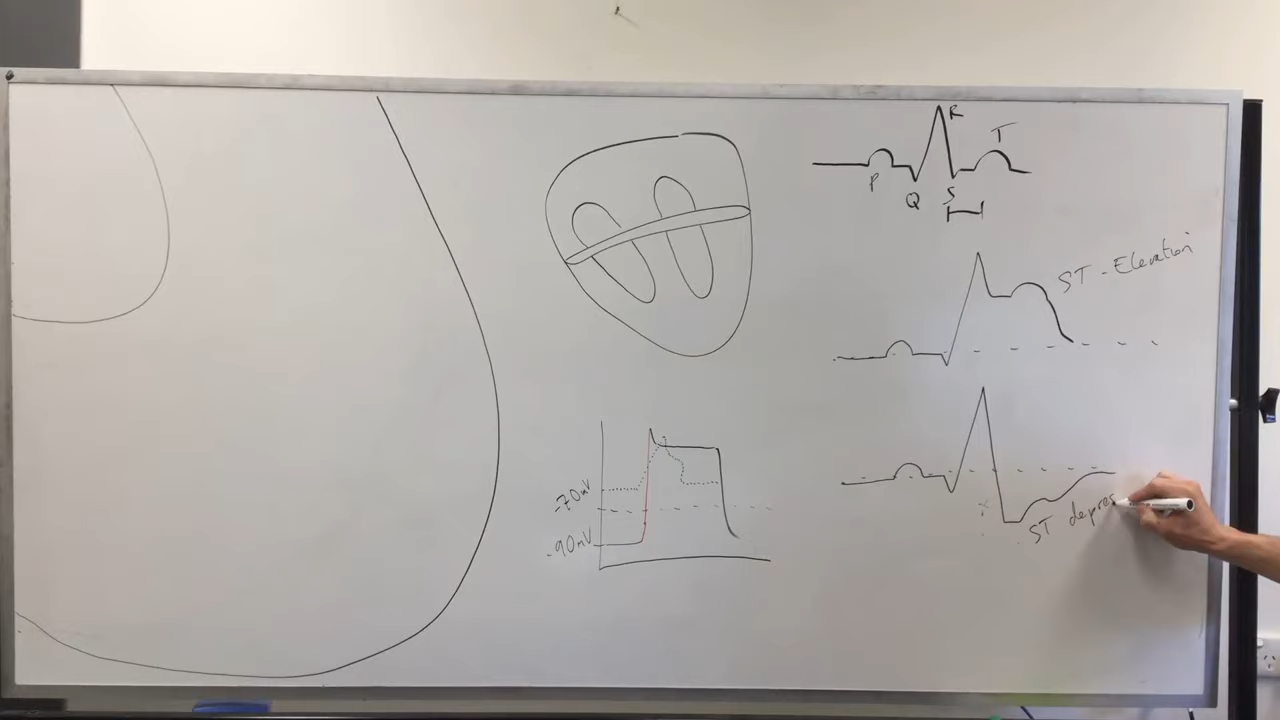 R
T
P
Q
S
ST - Elevation
-70mV
-90mV
ST depres